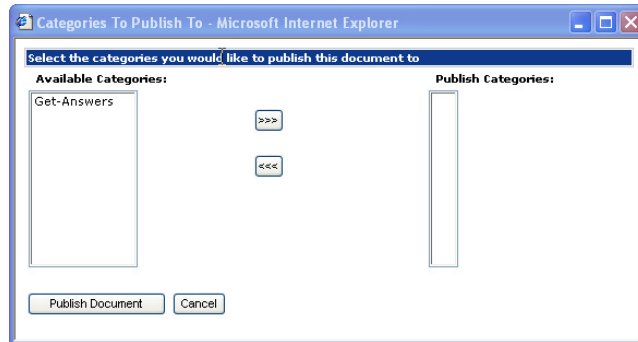 Categories To Publish To - Microsoft Internet Explorer
Select the categories you would like to publish this document to
Available Categories: Publish Categories:
Get-Answers
>>>
<<<
Publish Document Cancel